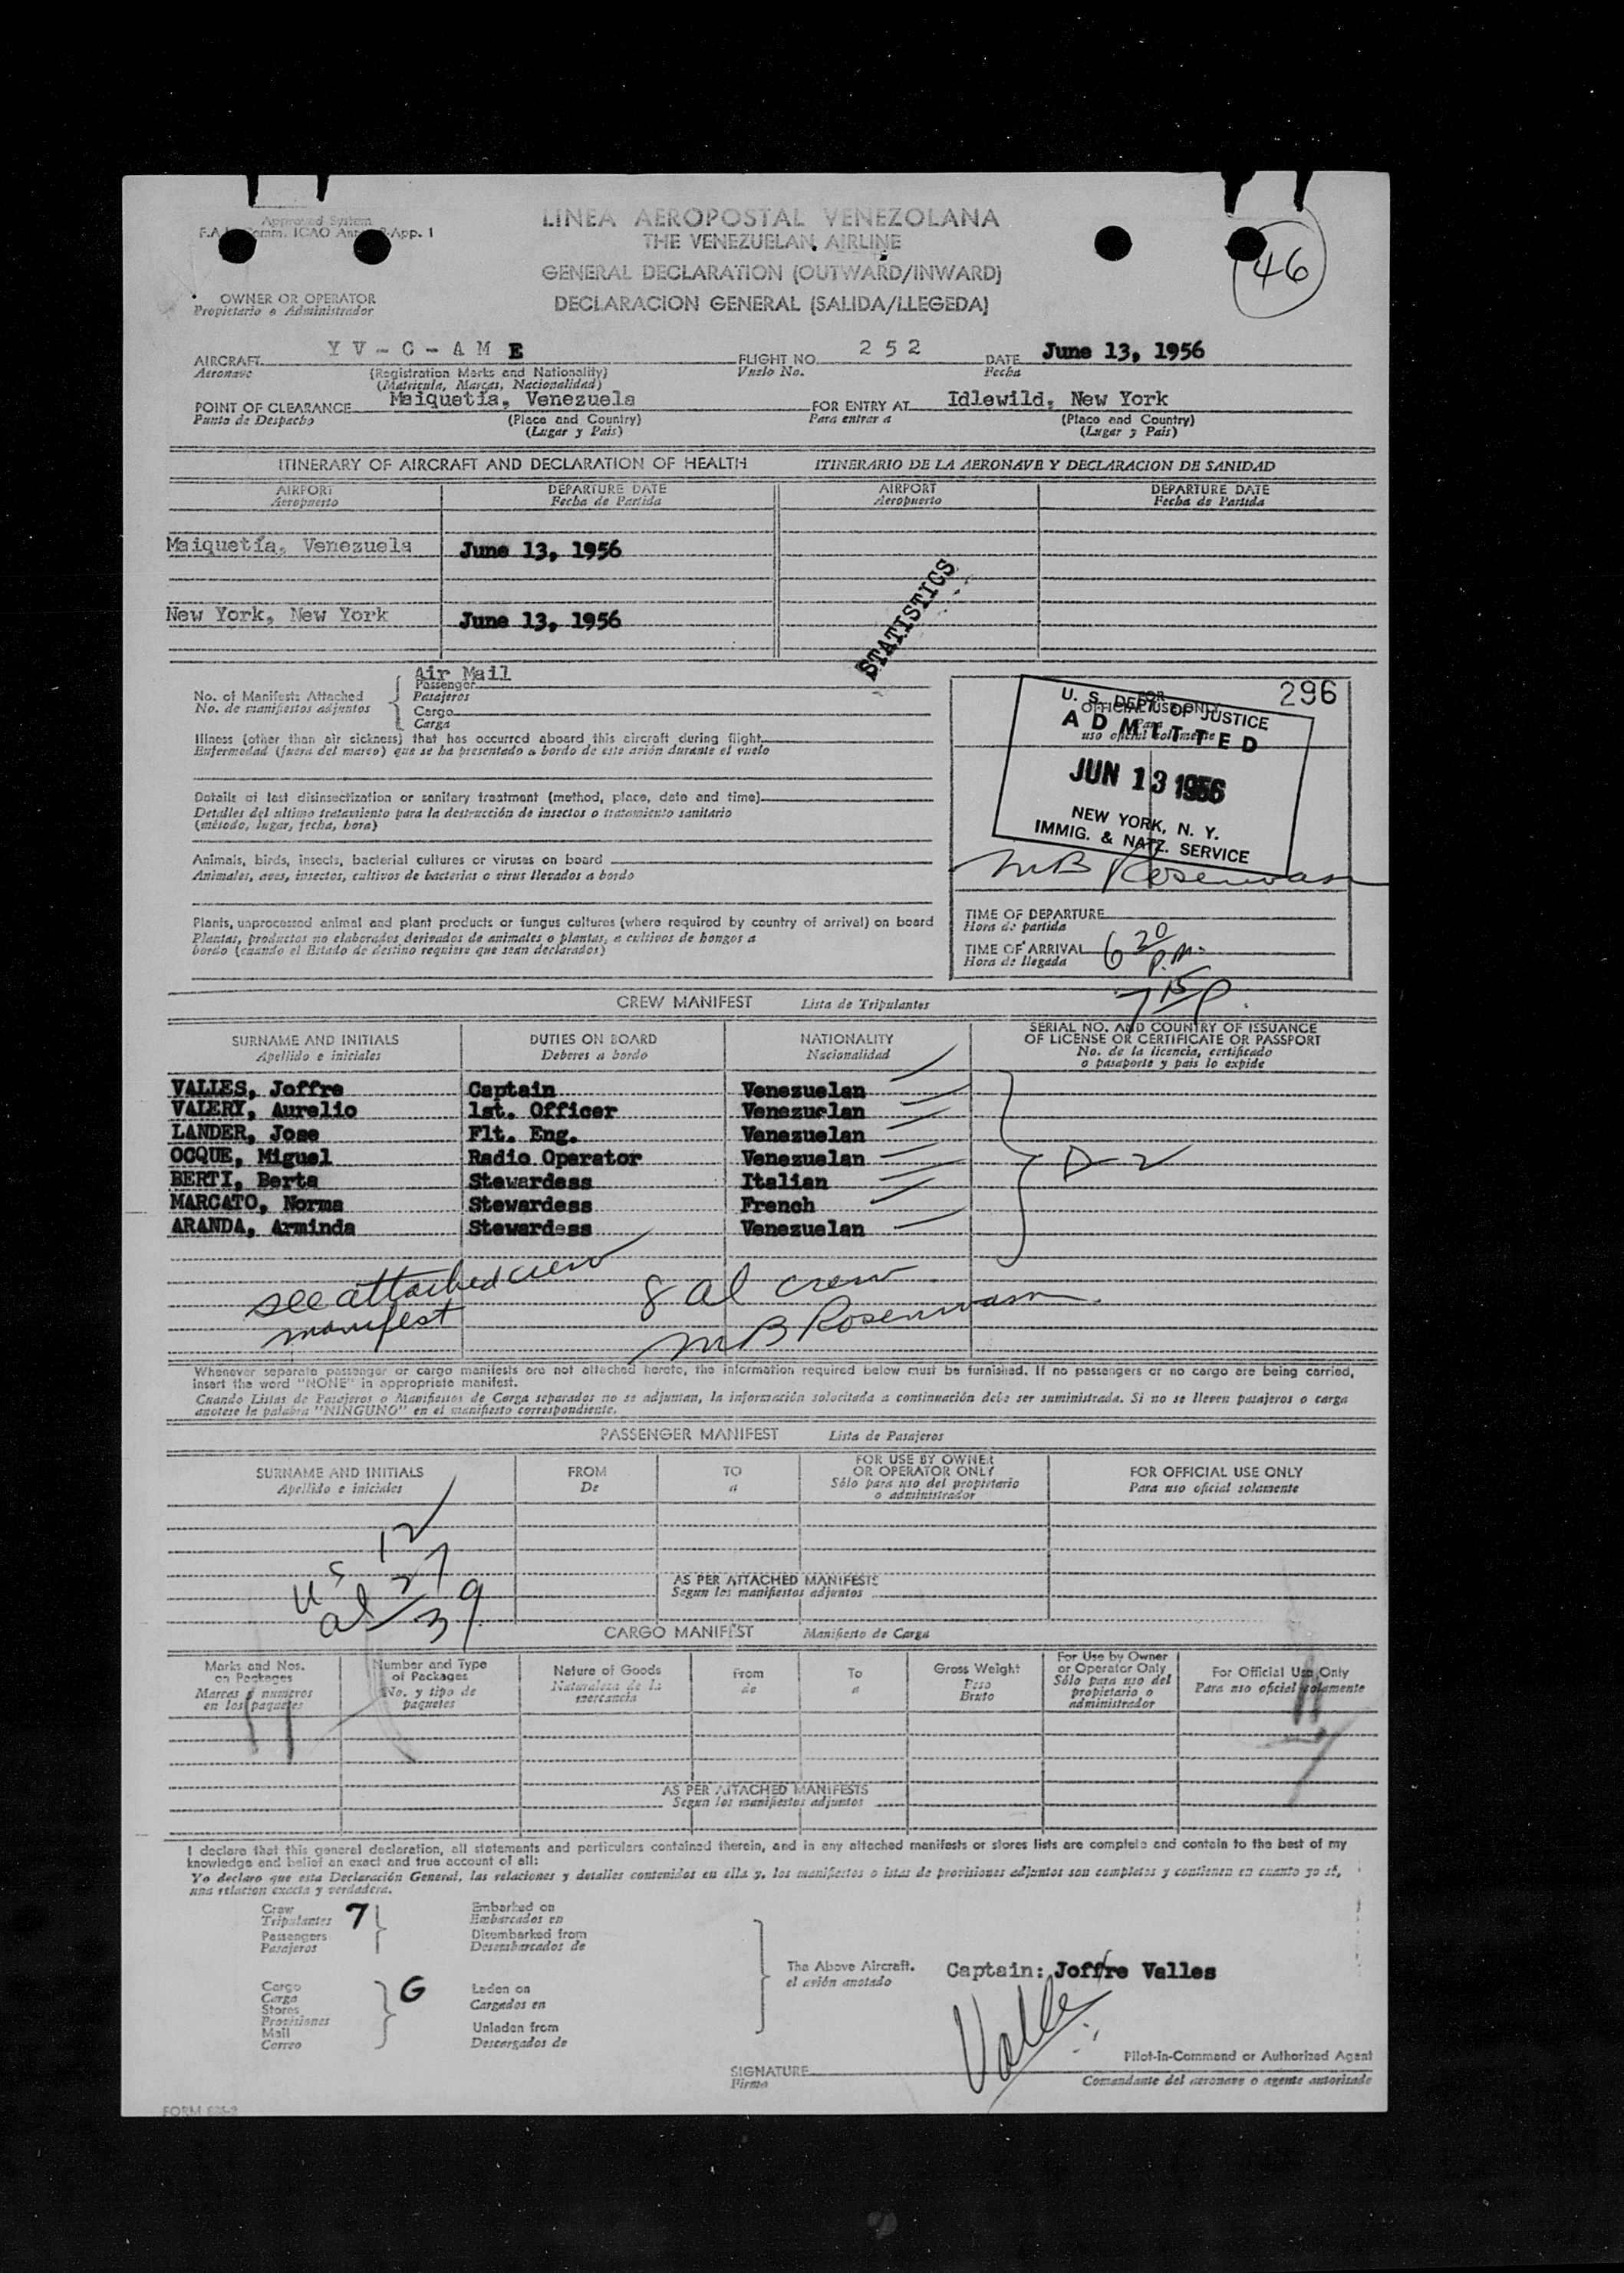 Approved System
App. 1
LINEA AEROPOSTAL VENEZOLANA
THE VENEZUELAN AIRLINE
GENERAL DECLARATION (OUTWARD/INWARD)
DECLARACION GENERAL (SALIDA/LLEGEDA)
46
OWNER OR OPERATOR
Propietario o Administrador
AIRCRAFT YV-C-AME FLIGHT NO. 252 DATE June 13, 1956
Aeronave (Registration Marks and Nationality) Vuelo No. Fecha
(Matricula, Marcas, Nacionalidad)
POINT OF CLEARANCE Maiquetía, Venezuela FOR ENTRY AT Idlewild, New York
Punto de Despacho (Place and Country) Para entrar a (Place and Country)
(Lugar y Pais) (Lugar y Pais)
ITINERARY OF AIRCRAFT AND DECLARATION OF HEALTH ITINERARIO DE LA AERONAVE Y DECLARACION DE SANIDAD
AIRPORT DEPARTURE DATE AIRPORT DEPARTURE DATE
Aeropuerto Fecha de Partida Aeropuerto Fecha de Partida
Maiquetía, Venezuela June 13, 1956
New York, New York June 13, 1956
STATISTICS
Air Mail
Passenger
No. of Manifests Attached Pasajeros
No. de manifiestos adjuntos Cargo
Carga
296
U. S. DEPT. OF JUSTICE
ADMITTED
JUN 13 1956
NEW YORK, N. Y.
IMMIG. & NATZ. SERVICE
FOR
OFFICIAL USE ONLY
Para
uso oficial solamente
Illness (other than air sickness) that has occurred aboard this aircraft during flight
Enfermedad (fuera del mareo) que se ha presentado a bordo de este avión durante el vuelo
Details of last disinsectization or sanitary treatment (method, place, date and time)
Detalles del ultimo tratamiento para la destrucción de insectos o tratamiento sanitario
(método, lugar, fecha, hora)
Animals, birds, insects, bacterial cultures or viruses on board
Animales, aves, insectos, cultivos de bacterias o virus llevados a bordo
MB Rosenwasn
Plants, unprocessed animal and plant products or fungus cultures (where required by country of arrival) on board
Plantas, productos no elaborados derivados de animales o plantas, o cultivos de hongos a
bordo (cuando el Estado de destino requiere que sean declarados)
TIME OF DEPARTURE
Hora de partida
TIME OF ARRIVAL 6 20 P.M.
Hora de llegada
7 15 P.
CREW MANIFEST Lista de Tripulantes
SURNAME AND INITIALS DUTIES ON BOARD NATIONALITY SERIAL NO. AND COUNTRY OF ISSUANCE
OF LICENSE OR CERTIFICATE OR PASSPORT
Apellido e iniciales Deberes a bordo Nacionalidad No. de la licencia, certificado
o pasaporte y pais lo expide
VALLES, Joffre Captain Venezuelan
VALERY, Aurelio 1st. Officer Venezuelan
LANDER, Jose Flt. Eng. Venezuelan
OCQUE, Miguel Radio Operator Venezuelan D-2
BERTI, Berta Stewardess Italian
MARCATO, Norma Stewardess French
ARANDA, Arminda Stewardess Venezuelan
see attached crew
manifest
8 al crew
MB Rosenwasn
Whenever separate passenger or cargo manifests are not attached hereto, the information required below must be furnished. If no passengers or no cargo are being carried,
insert the word "NONE" in appropriate manifest.
Cuando Listas de Pasajeros o Manifiestos de Carga separados no se adjuntan, la información solocitada a continuación debe ser suministrada. Si no se lleven pasajeros o carga
anotese la palabra "NINGUNO" en el manifiesto correspondiente.
PASSENGER MANIFEST Lista de Pasajeros
SURNAME AND INITIALS FROM TO FOR USE BY OWNER
OR OPERATOR ONLY FOR OFFICIAL USE ONLY
Apellido e iniciales De a Sólo para uso del propietario
o administrador Para uso oficial solamente
US 12
al 27
39
AS PER ATTACHED MANIFESTS
Segun los manifiestos adjuntos
CARGO MANIFEST Manifiesto de Carga
Marks and Nos.
on Packages
Marcas y numeros
en los paquetes
Number and Type
of Packages
No. y tipo de
paquetes
Nature of Goods
Naturaleza de la
mercancia
From
de
To
a
Gross Weight
Peso
Bruto
For Use by Owner
or Operator Only
Sólo para uso del
propietario o
administrador
For Official Use Only
Para uso oficial solamente
AS PER ATTACHED MANIFESTS
Segun los manifiestos adjuntos
I declare that this general declaration, all statements and particulars contained therein, and in any attached manifests or stores lists are complete and contain to the best of my
knowledge and belief an exact and true account of all:
Yo declaro que esta Declaración General, las relaciones y detalles contenidos en ella y, los manifiestos o istas de provisiones adjuntos son completos y contienen en cuanto yo sé,
una relacion exacta y verdadera.
Crew
Tripulantes 7
Passengers
Pasajeros
Embarked on
Embarcados en
Disembarked from
Desembarcados de
Cargo
Carga
Stores
Provisiones
Mail
Correo
G
Laden on
Cargados en
Unladen from
Descargados de
The Above Aircraft.
el avión anotado
Captain: Joffre Valles
Valles
Pilot-in-Command or Authorized Agent
SIGNATURE
Firma Comandante del aeronave o agente autorizado